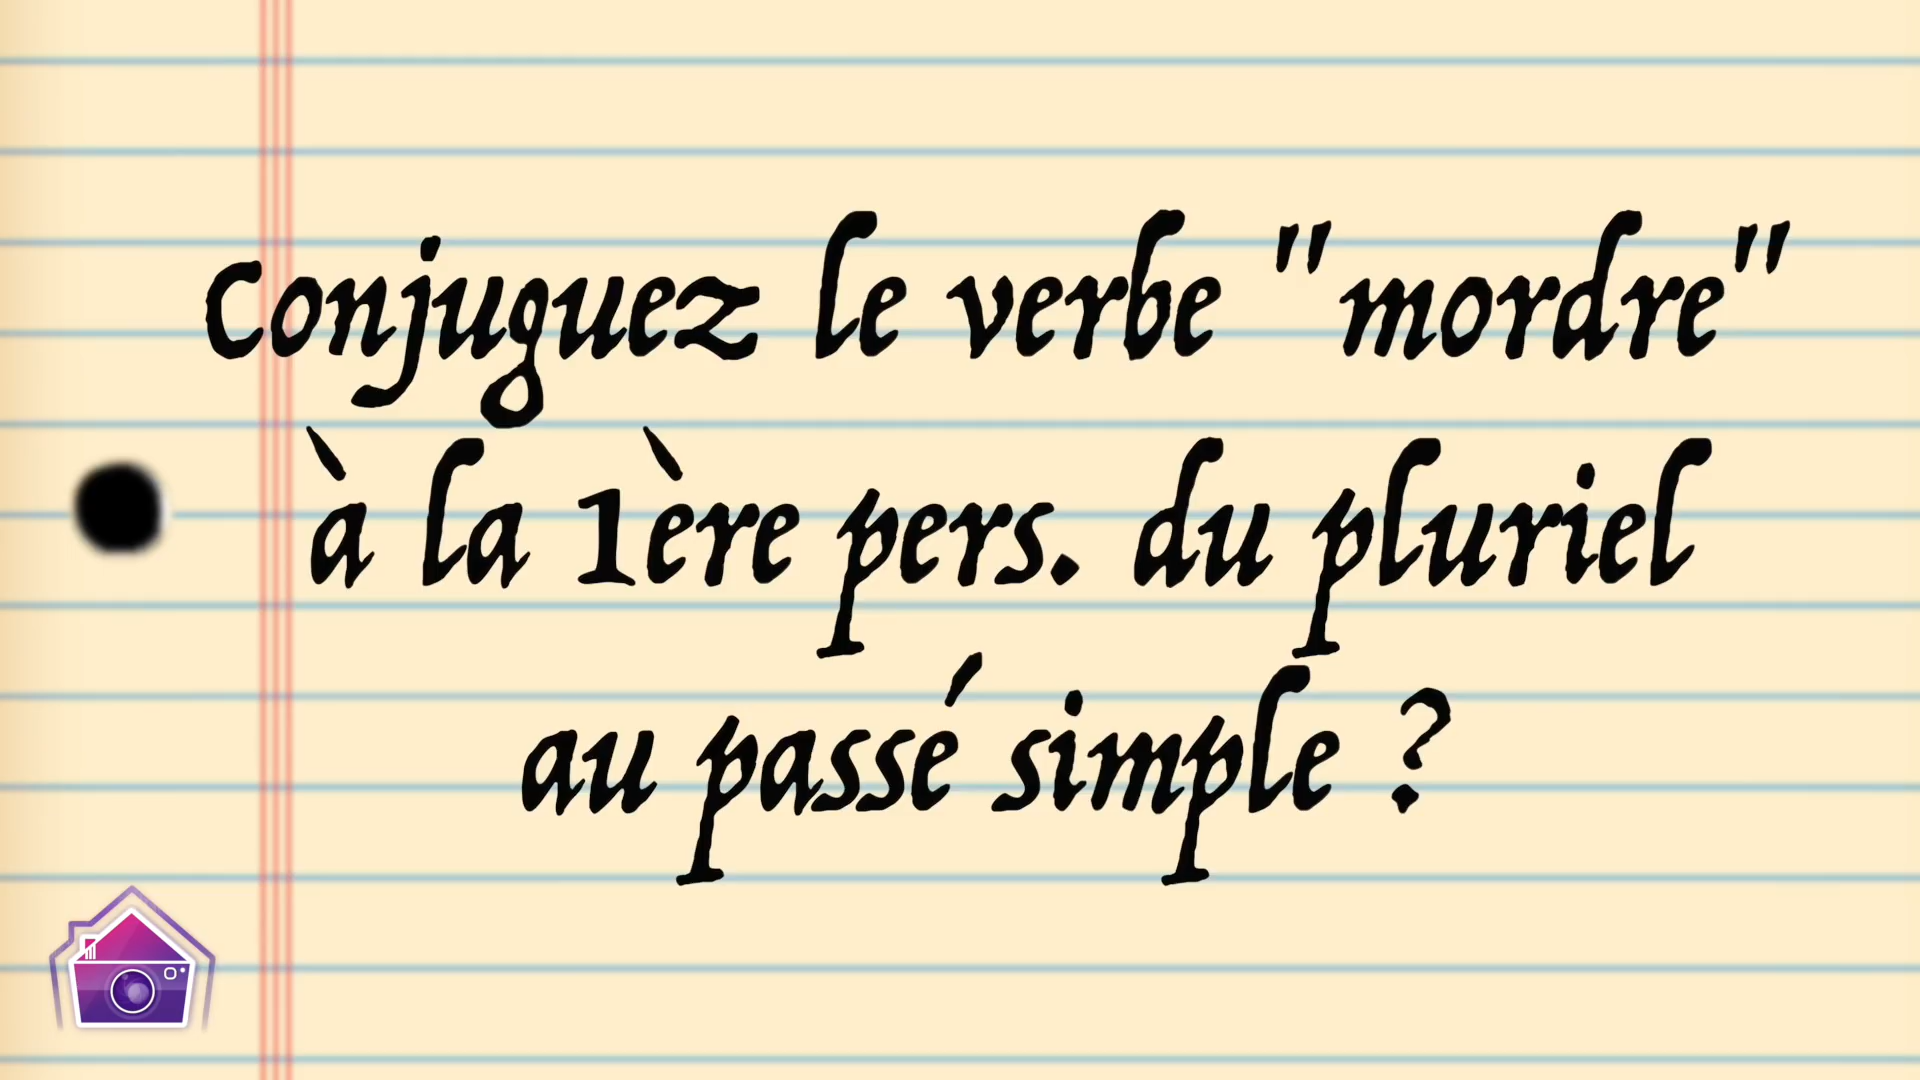 Conjuguez le verbe "mordre"
à la 1ère pers. du pluriel
au passé simple ?